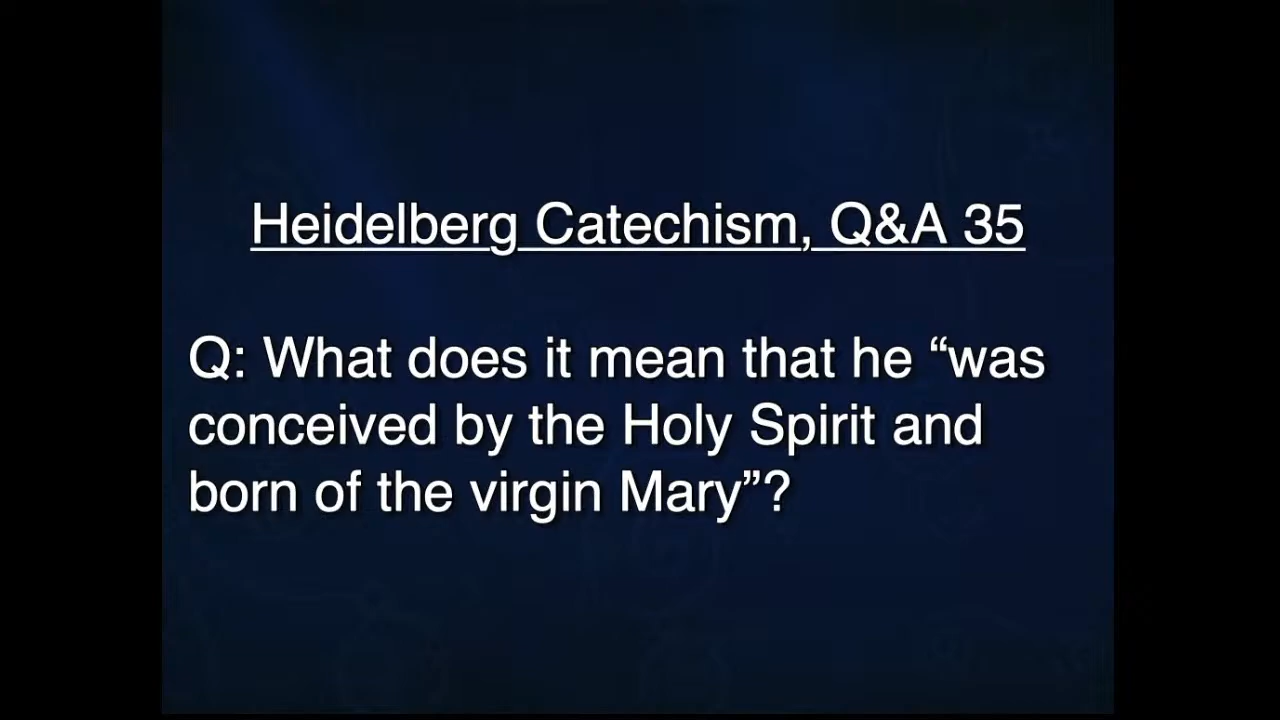 Heidelberg Catechism, Q&A 35
Q: What does it mean that he “was
conceived by the Holy Spirit and
born of the virgin Mary”?